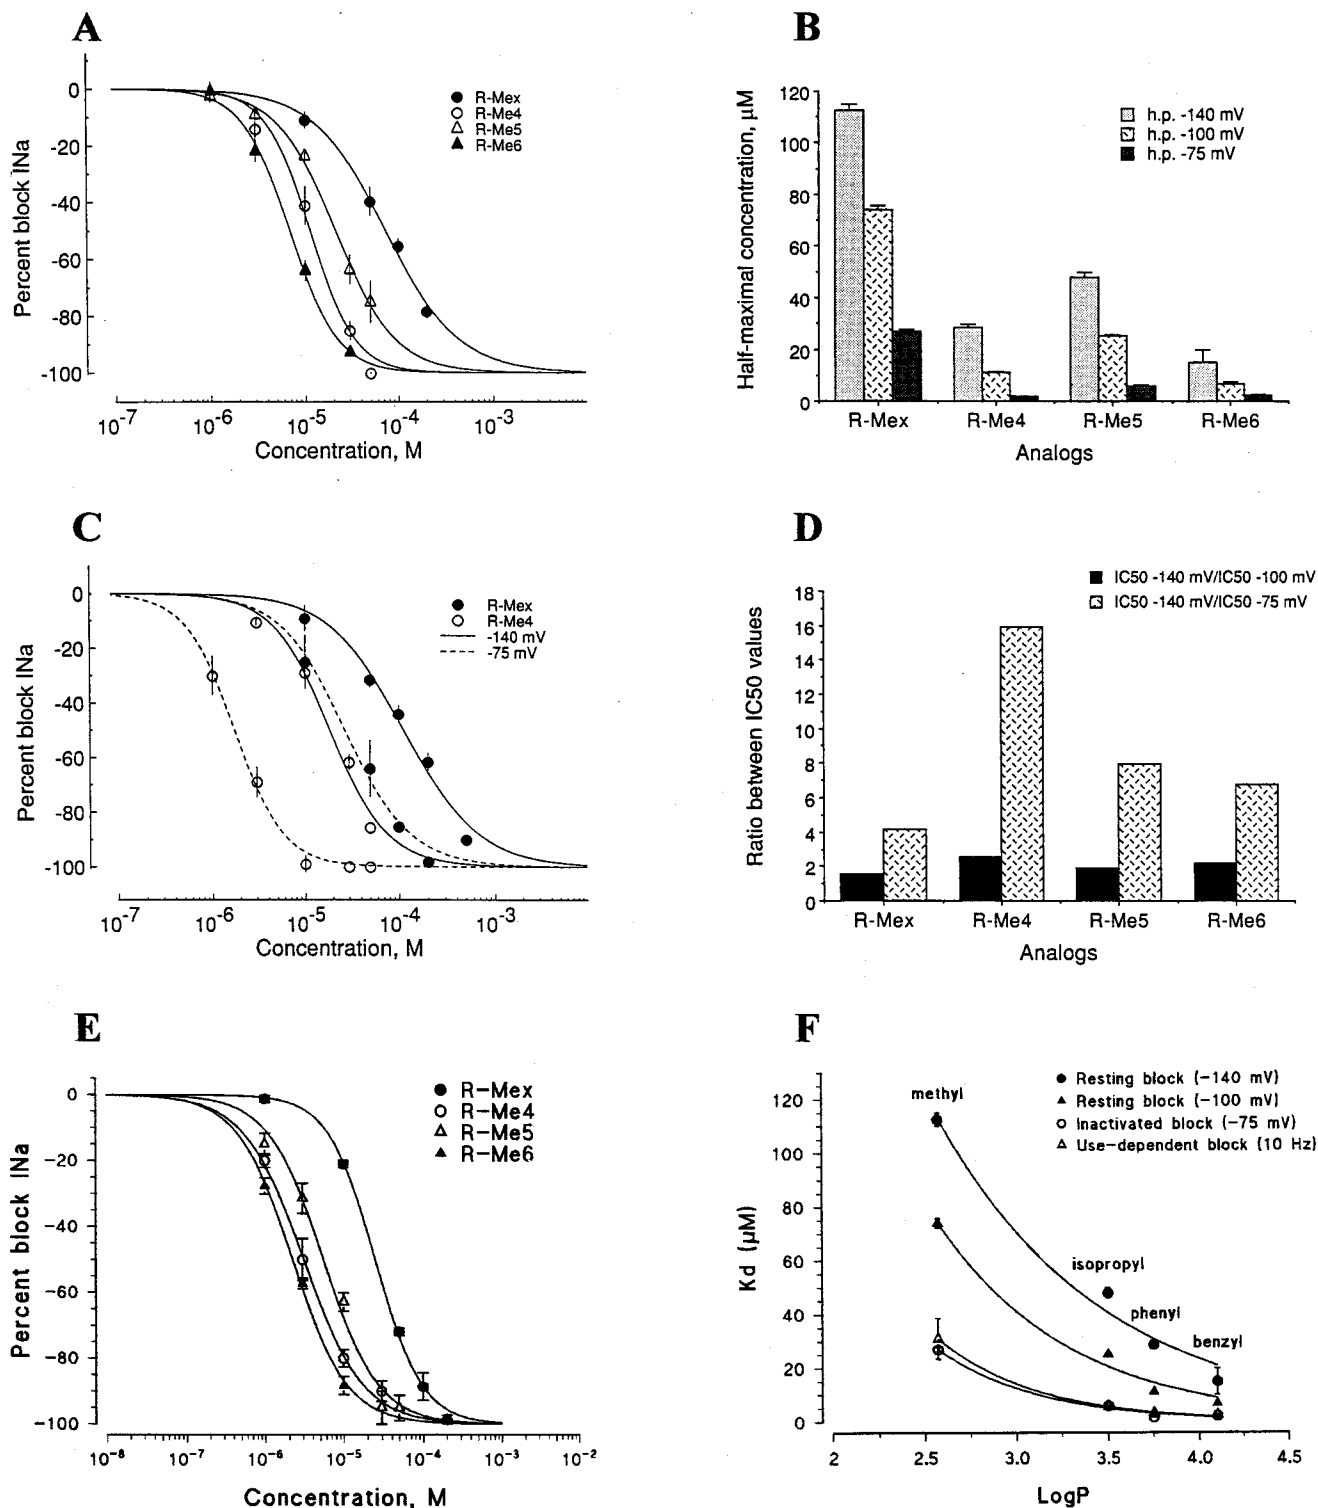 A
Percent block INa
0
-20
-40
-60
-80
-100
R-Mex
R-Me4
R-Me5
R-Me6
10-7
10-6
10-5
10-4
10-3
Concentration, M
B
Half-maximal concentration, µM
120
100
80
60
40
20
0
h.p. -140 mV
h.p. -100 mV
h.p. -75 mV
R-Mex
R-Me4
R-Me5
R-Me6
Analogs
C
Percent block INa
0
-20
-40
-60
-80
-100
R-Mex
R-Me4
-140 mV
-75 mV
10-7
10-6
10-5
10-4
10-3
Concentration, M
D
Ratio between IC50 values
18
16
14
12
10
8
6
4
2
0
IC50 -140 mV/IC50 -100 mV
IC50 -140 mV/IC50 -75 mV
R-Mex
R-Me4
R-Me5
R-Me6
Analogs
E
Percent block INa
0
-20
-40
-60
-80
-100
R-Mex
R-Me4
R-Me5
R-Me6
10-8
10-7
10-6
10-5
10-4
10-3
10-2
Concentration, M
F
Kd (µM)
120
100
80
60
40
20
0
Resting block (-140 mV)
Resting block (-100 mV)
Inactivated block (-75 mV)
Use-dependent block (10 Hz)
methyl
isopropyl
phenyl
benzyl
2
2.5
3.0
3.5
4.0
4.5
LogP